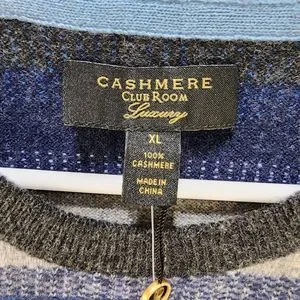 CASHMERE
CLUB ROOM
Luxury
XL
100%
CASHMERE
MADE IN
CHINA